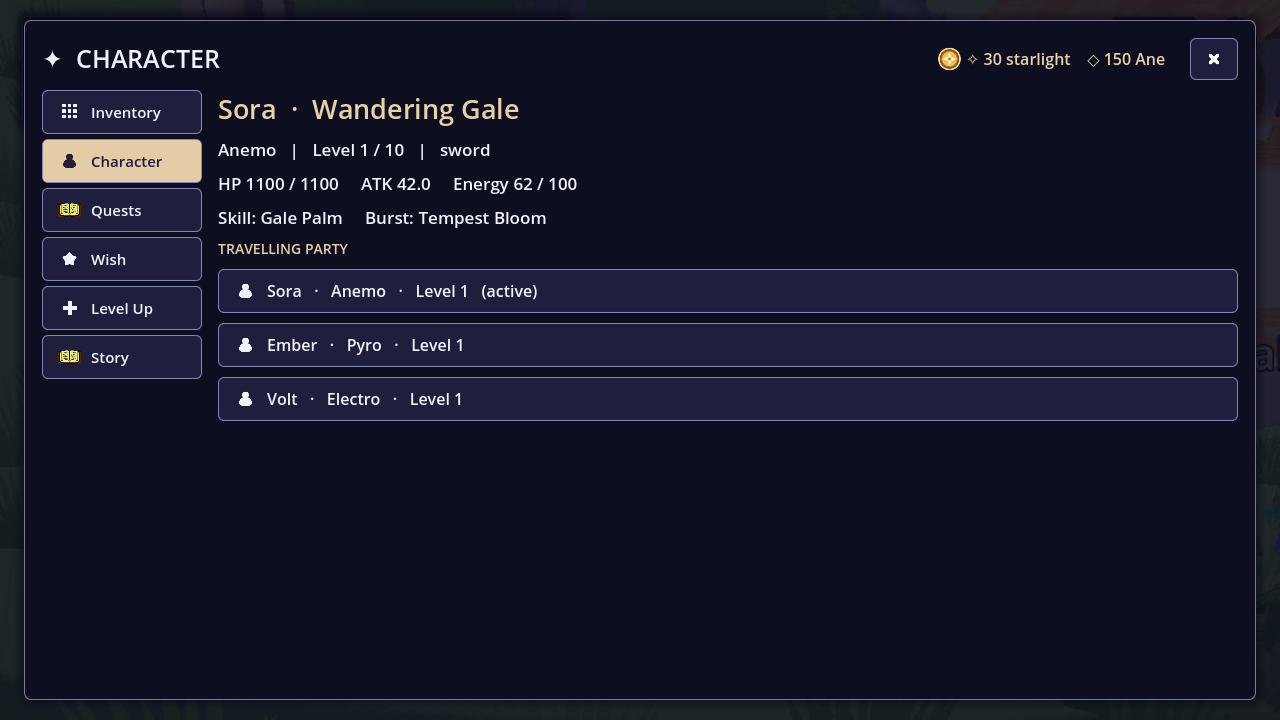 ✦ CHARACTER
✧ 30 starlight ◇ 150 Ane
Inventory
Character
Quests
Wish
Level Up
Story
Sora · Wandering Gale
Anemo | Level 1 / 10 | sword
HP 1100 / 1100 ATK 42.0 Energy 62 / 100
Skill: Gale Palm Burst: Tempest Bloom
TRAVELLING PARTY
Sora · Anemo · Level 1 (active)
Ember · Pyro · Level 1
Volt · Electro · Level 1